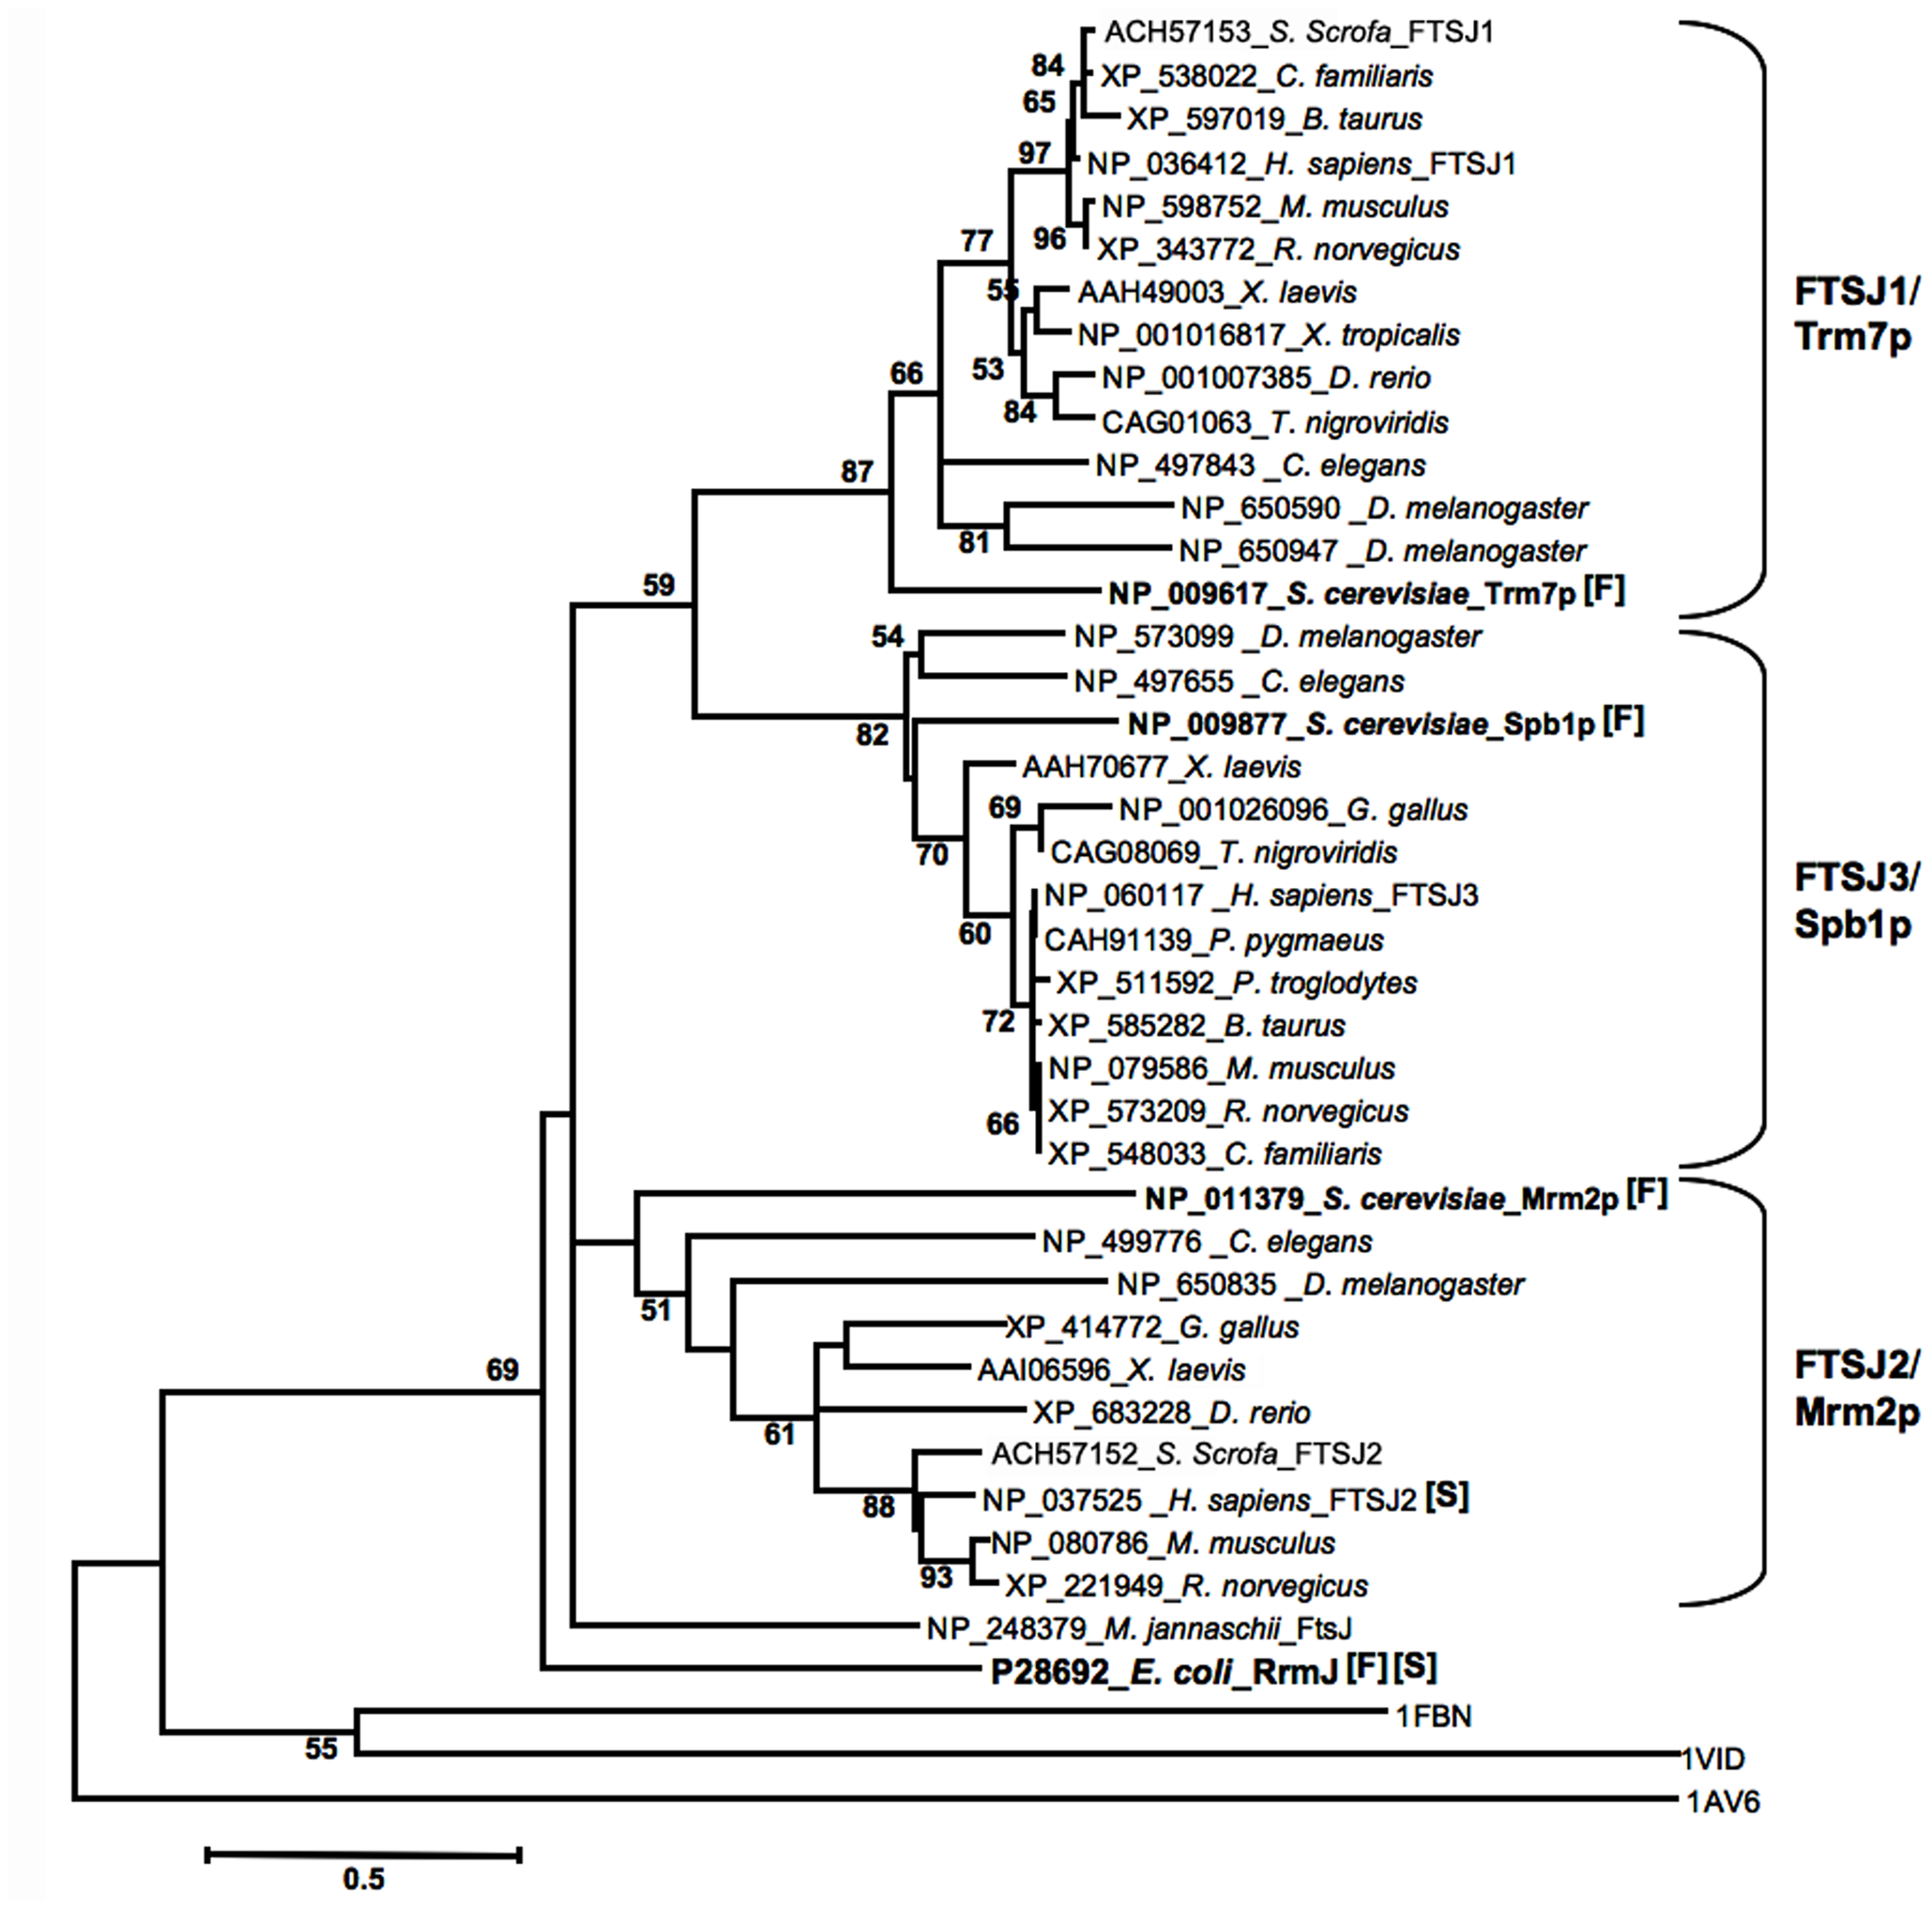 ACH57153_S. Scrofa_FTSJ1
84
XP_538022_C. familiaris
65
XP_597019_B. taurus
97
NP_036412_H. sapiens_FTSJ1
NP_598752_M. musculus
77
96
XP_343772_R. norvegicus
55
AAH49003_X. laevis
FTSJ1/
Trm7p
NP_001016817_X. tropicalis
53
66
NP_001007385_D. rerio
84
CAG01063_T. nigroviridis
87
NP_497843 _C. elegans
NP_650590 _D. melanogaster
81
NP_650947 _D. melanogaster
59
NP_009617_S. cerevisiae_Trm7p [F]
54
NP_573099 _D. melanogaster
NP_497655 _C. elegans
82
NP_009877_S. cerevisiae_Spb1p [F]
AAH70677_X. laevis
69
NP_001026096_G. gallus
70
CAG08069_T. nigroviridis
FTSJ3/
Spb1p
NP_060117 _H. sapiens_FTSJ3
60
CAH91139_P. pygmaeus
XP_511592_P. troglodytes
72
XP_585282_B. taurus
NP_079586_M. musculus
66
XP_573209_R. norvegicus
XP_548033_C. familiaris
NP_011379_S. cerevisiae_Mrm2p [F]
NP_499776 _C. elegans
51
NP_650835 _D. melanogaster
XP_414772_G. gallus
69
AAI06596_X. laevis
FTSJ2/
Mrm2p
XP_683228_D. rerio
61
ACH57152_S. Scrofa_FTSJ2
88
NP_037525 _H. sapiens_FTSJ2 [S]
NP_080786_M. musculus
93
XP_221949_R. norvegicus
NP_248379_M. jannaschii_FtsJ
P28692_E. coli_RrmJ [F] [S]
1FBN
55
1VID
1AV6
0.5